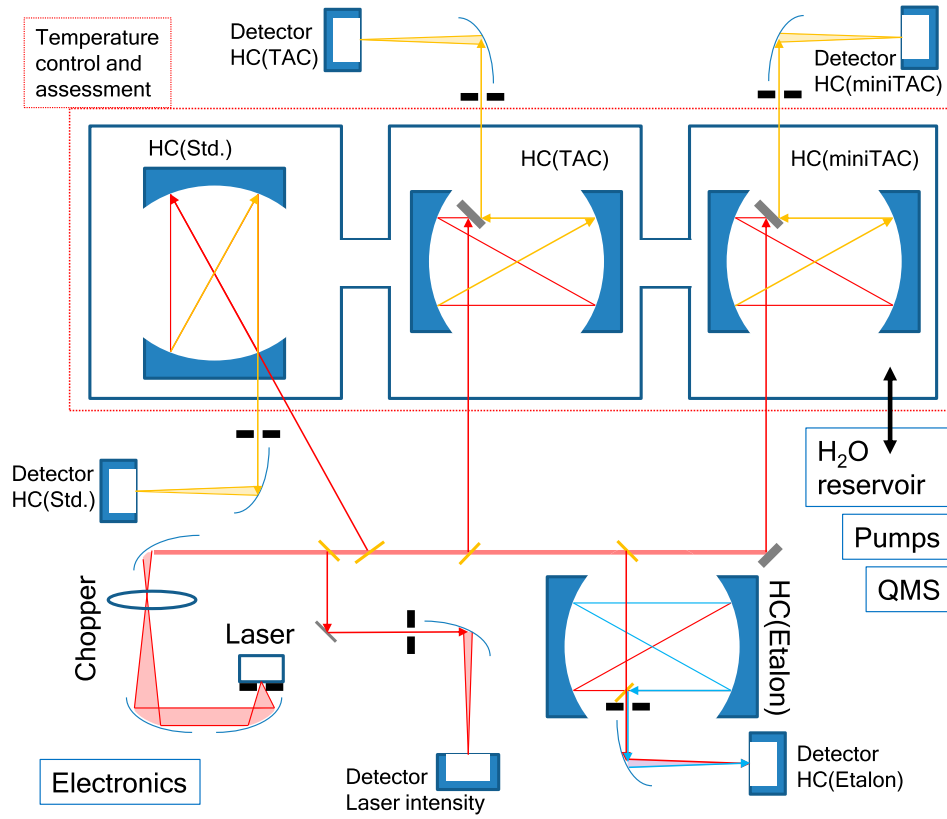 Temperature
control and
assessment
Detector
HC(TAC)
Detector
HC(miniTAC)
HC(Std.)
HC(TAC)
HC(miniTAC)
Detector
HC(Std.)
H₂O
reservoir
Pumps
QMS
Chopper
Laser
HC(Etalon)
Electronics
Detector
Laser intensity
Detector
HC(Etalon)